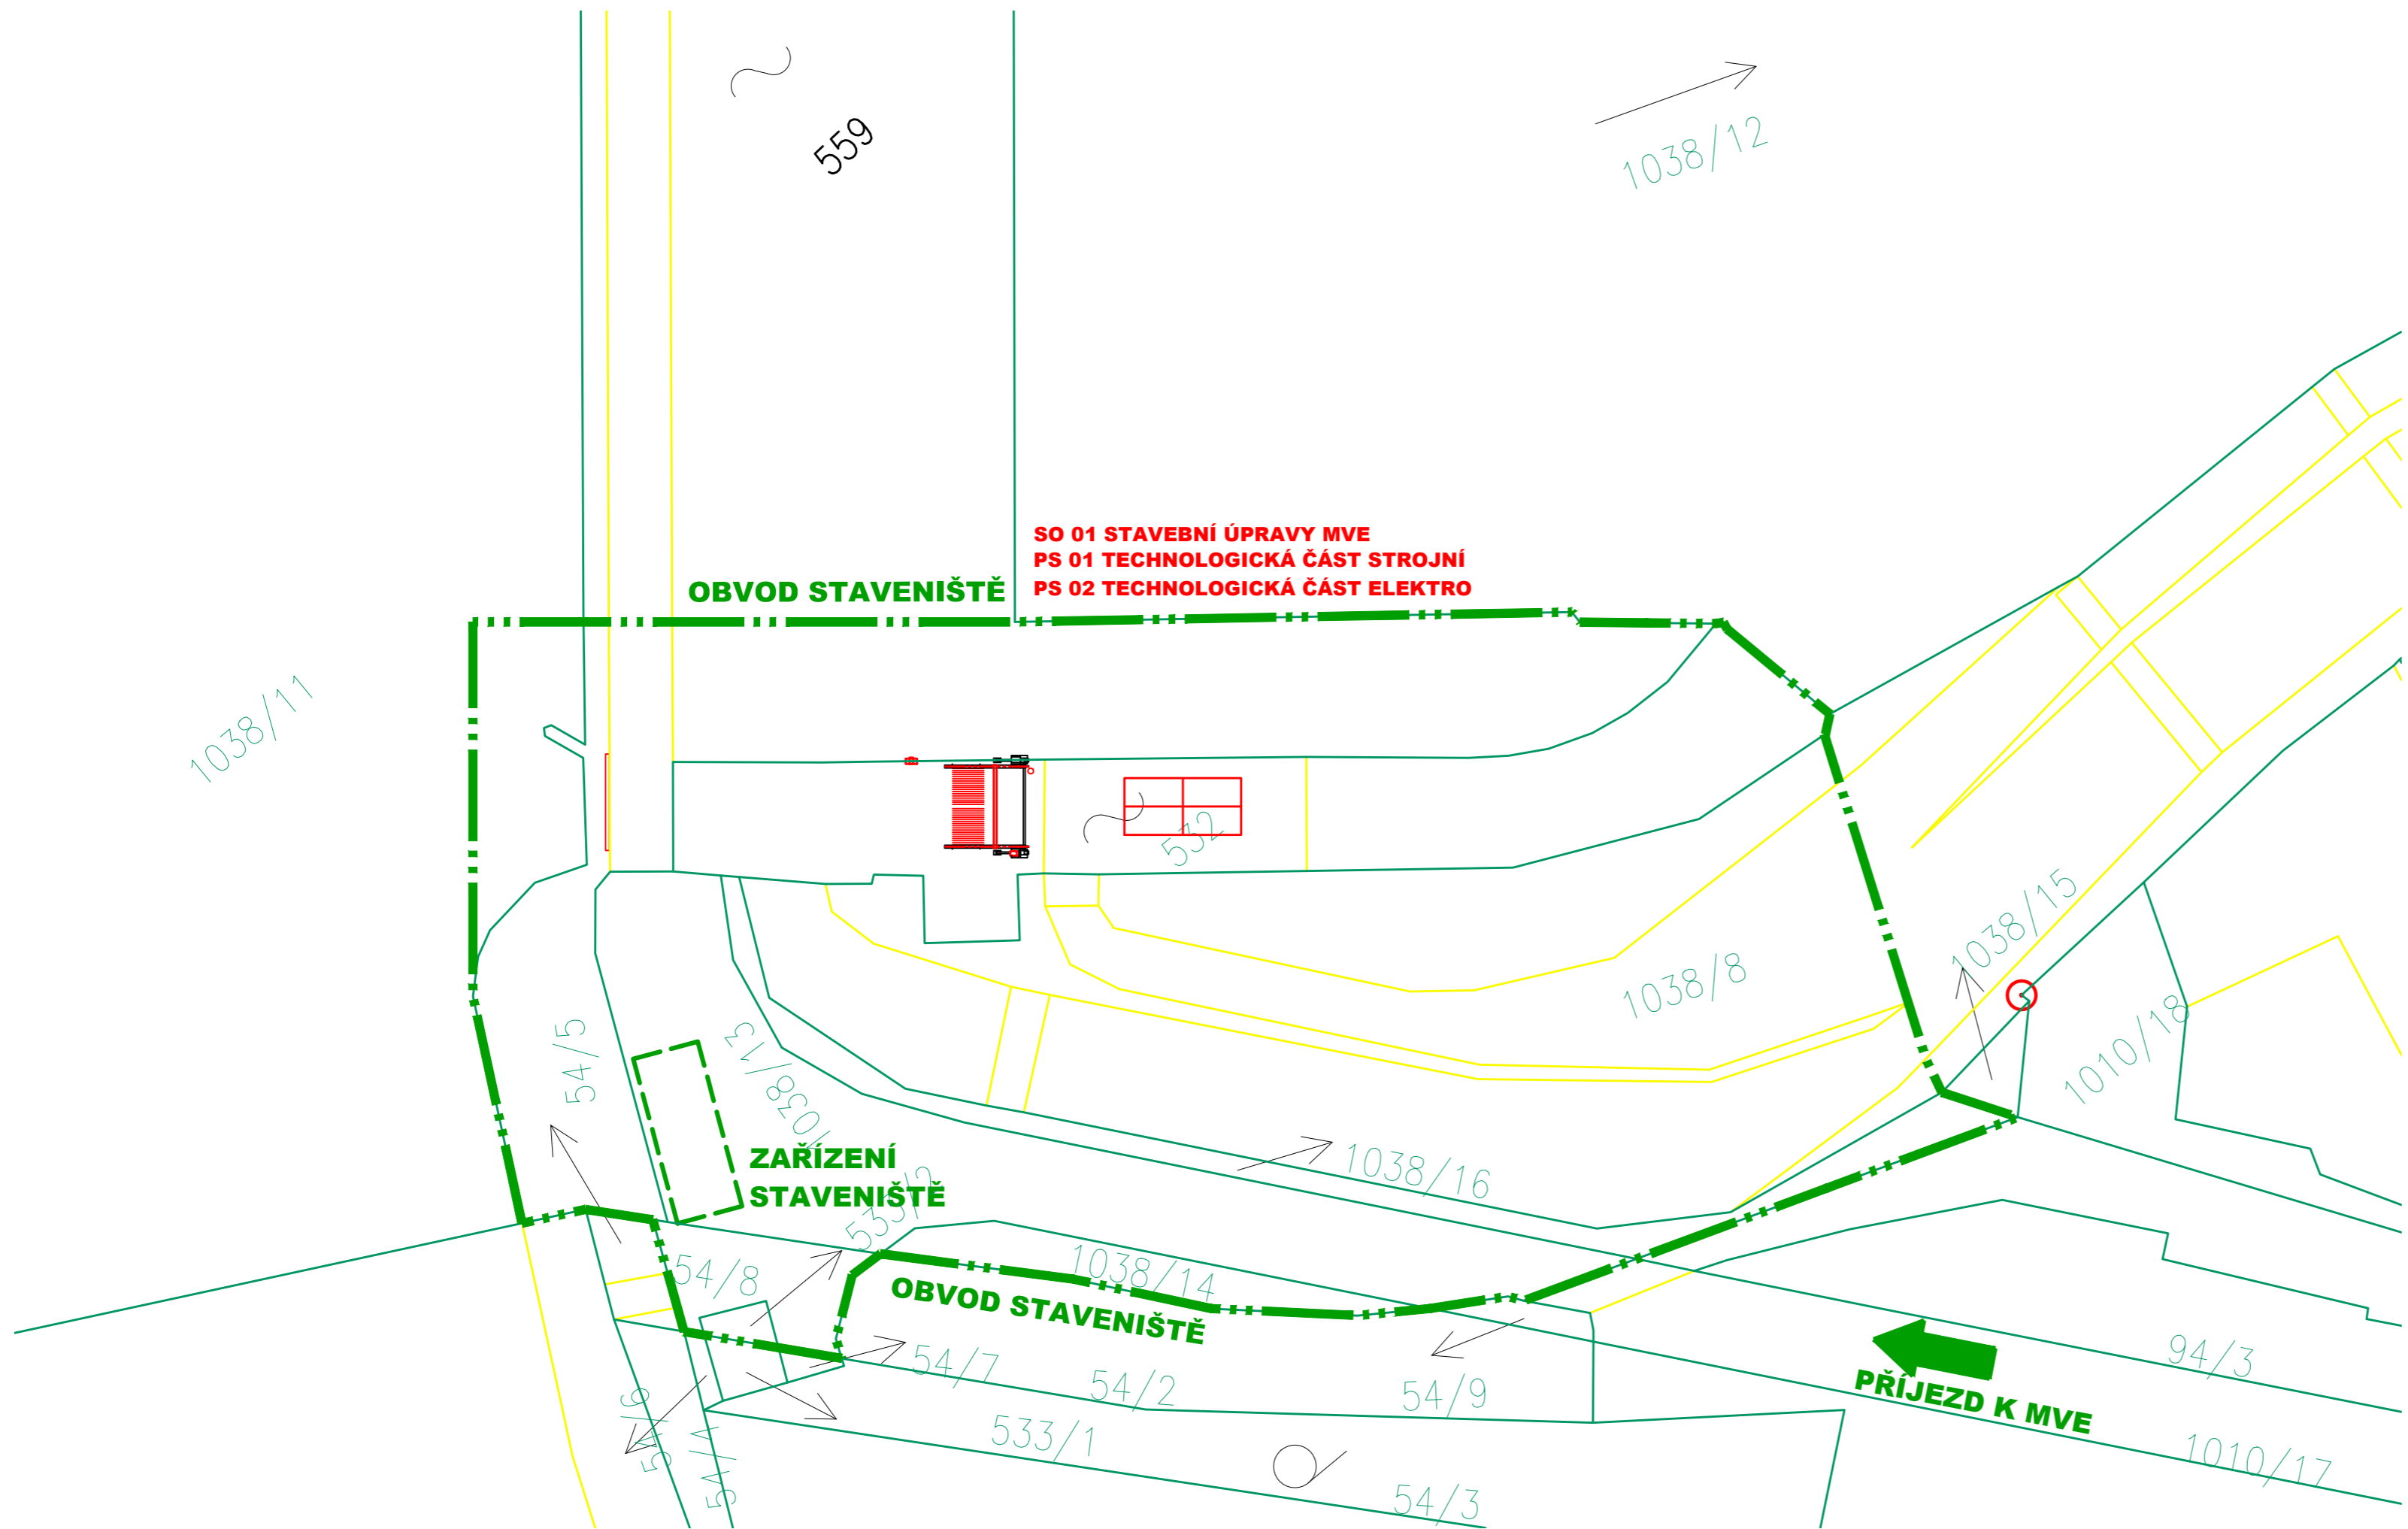 559
1038/12
SO 01 STAVEBNÍ ÚPRAVY MVE
PS 01 TECHNOLOGICKÁ ČÁST STROJNÍ
PS 02 TECHNOLOGICKÁ ČÁST ELEKTRO
OBVOD STAVENIŠTĚ
1038/11
532
1038/15
1038/8
1010/18
54/5
1038/13
ZAŘÍZENÍ
STAVENIŠTĚ
533/2
1038/16
54/8
1038/14
OBVOD STAVENIŠTĚ
54/7
54/2
54/9
94/3
PŘÍJEZD K MVE
54/6
533/1
1010/17
54/3